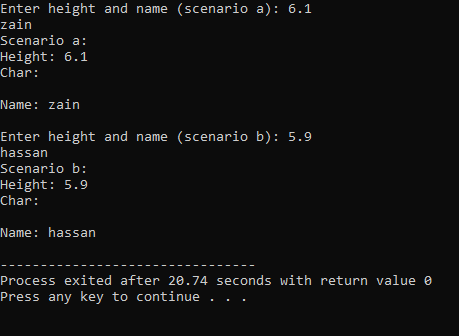 Enter height and name (scenario a): 6.1
zain
Scenario a:
Height: 6.1
Char:
Name: zain
Enter height and name (scenario b): 5.9
hassan
Scenario b:
Height: 5.9
Char:
Name: hassan
--------------------------------
Process exited after 20.74 seconds with return value 0
Press any key to continue . . .